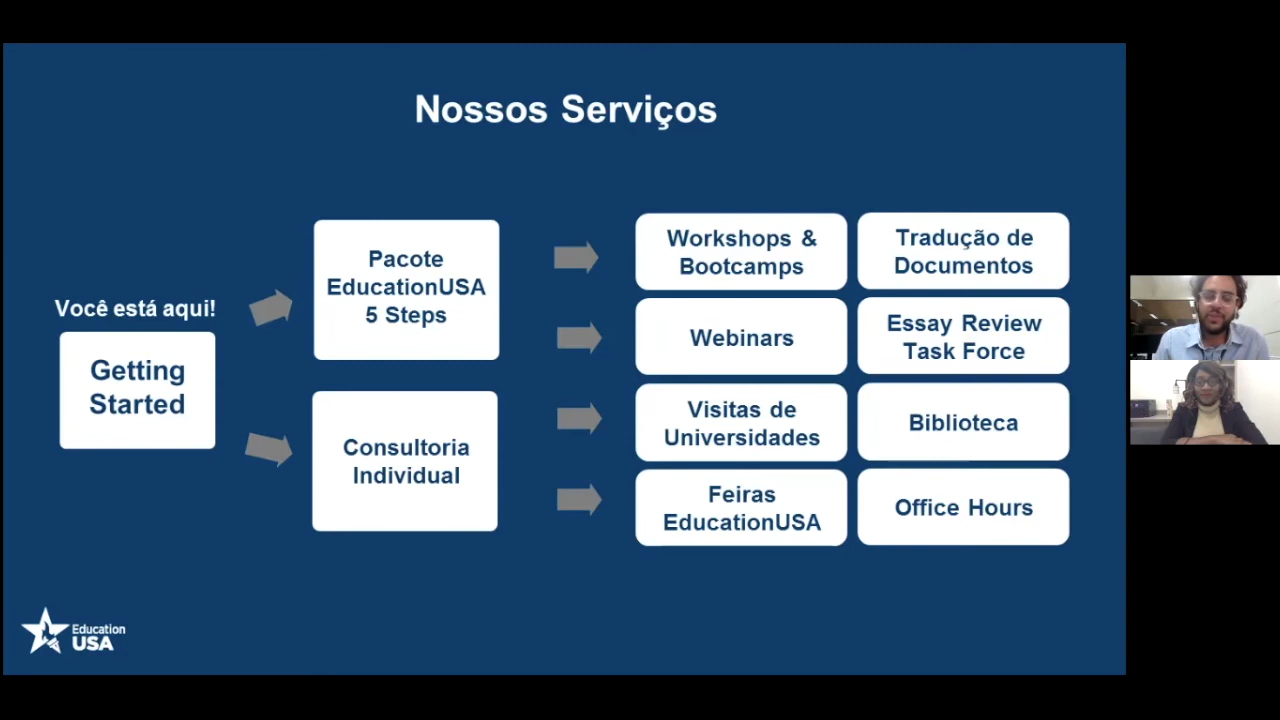 Nossos Serviços
Você está aqui!
Getting
Started
Pacote
EducationUSA
5 Steps
Consultoria
Individual
Workshops &
Bootcamps
Tradução de
Documentos
Webinars
Essay Review
Task Force
Visitas de
Universidades
Biblioteca
Feiras
EducationUSA
Office Hours
Education
USA